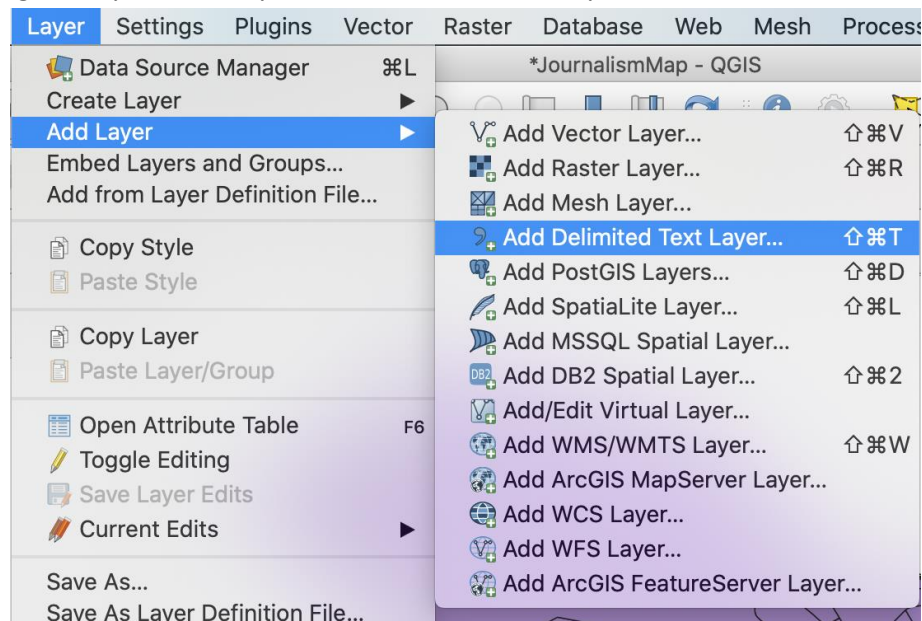 Layer Settings Plugins Vector Raster Database Web Mesh Process
*JournalismMap - QGIS
Data Source Manager ⌘L
Create Layer ▶
Add Layer ▶
Embed Layers and Groups...
Add from Layer Definition File...
Copy Style
Paste Style
Copy Layer
Paste Layer/Group
Open Attribute Table F6
Toggle Editing
Save Layer Edits
Current Edits ▶
Save As...
Save As Layer Definition File...
Add Vector Layer... ⇧⌘V
Add Raster Layer... ⇧⌘R
Add Mesh Layer...
Add Delimited Text Layer... ⇧⌘T
Add PostGIS Layers... ⇧⌘D
Add SpatiaLite Layer... ⇧⌘L
Add MSSQL Spatial Layer...
DB2 Add DB2 Spatial Layer... ⇧⌘2
Add/Edit Virtual Layer...
Add WMS/WMTS Layer... ⇧⌘W
Add ArcGIS MapServer Layer...
Add WCS Layer...
Add WFS Layer...
Add ArcGIS FeatureServer Layer...